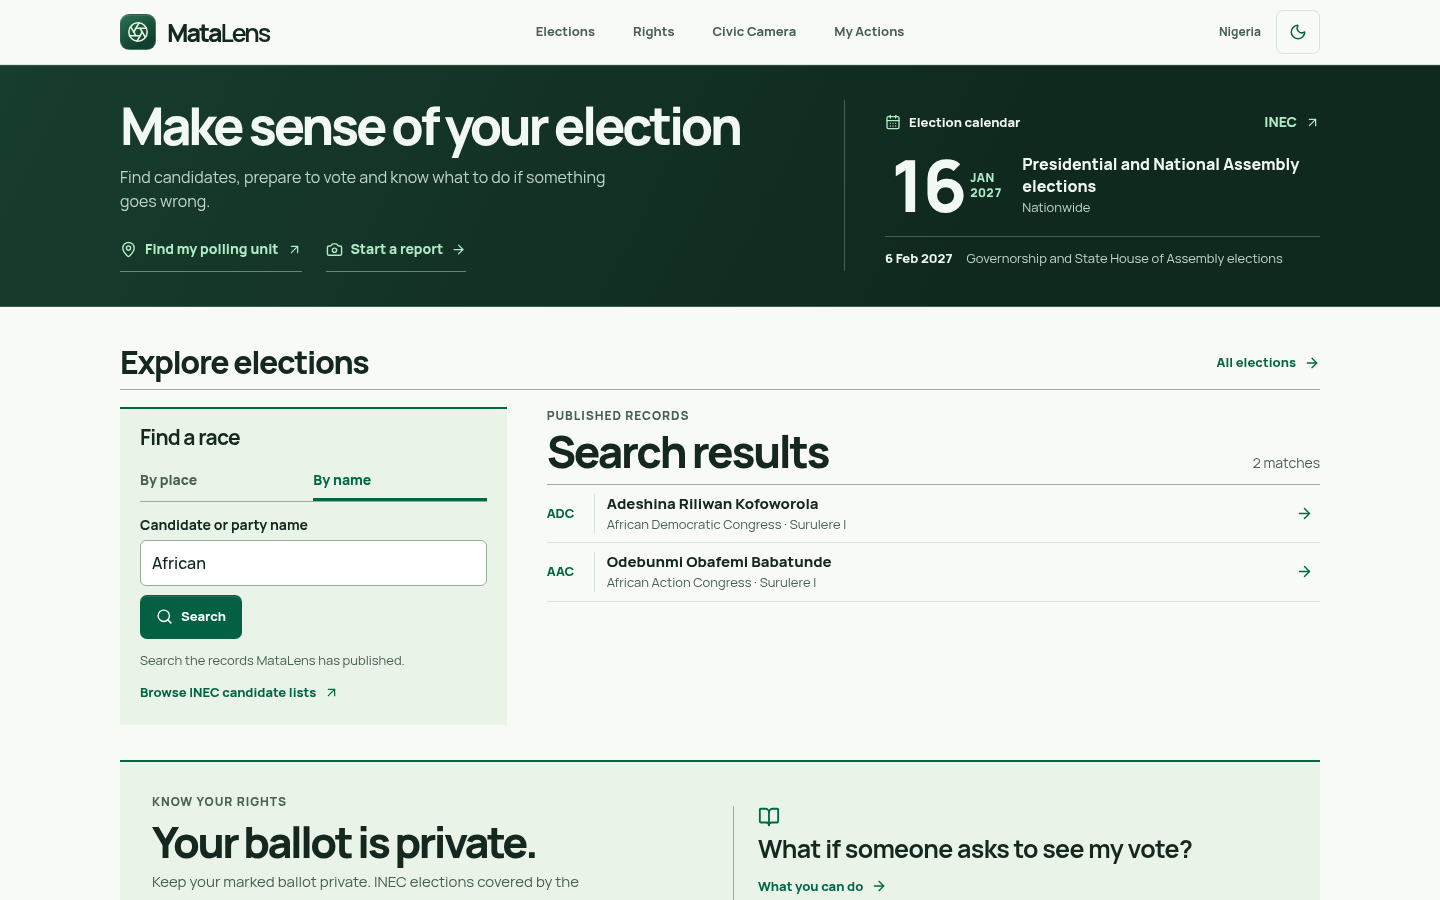 MataLens
Elections
Rights
Civic Camera
My Actions
Nigeria
Make sense of your election
Find candidates, prepare to vote and know what to do if something
goes wrong.
Find my polling unit
Start a report
Election calendar
INEC
16
JAN
2027
Presidential and National Assembly
elections
Nationwide
6 Feb 2027
Governorship and State House of Assembly elections
Explore elections
All elections
Find a race
By place
By name
Candidate or party name
African
Search
Search the records MataLens has published.
Browse INEC candidate lists
PUBLISHED RECORDS
Search results
2 matches
ADC
Adeshina Riliwan Kofoworola
African Democratic Congress · Surulere I
AAC
Odebunmi Obafemi Babatunde
African Action Congress · Surulere I
KNOW YOUR RIGHTS
Your ballot is private.
Keep your marked ballot private. INEC elections covered by the
What if someone asks to see my vote?
What you can do